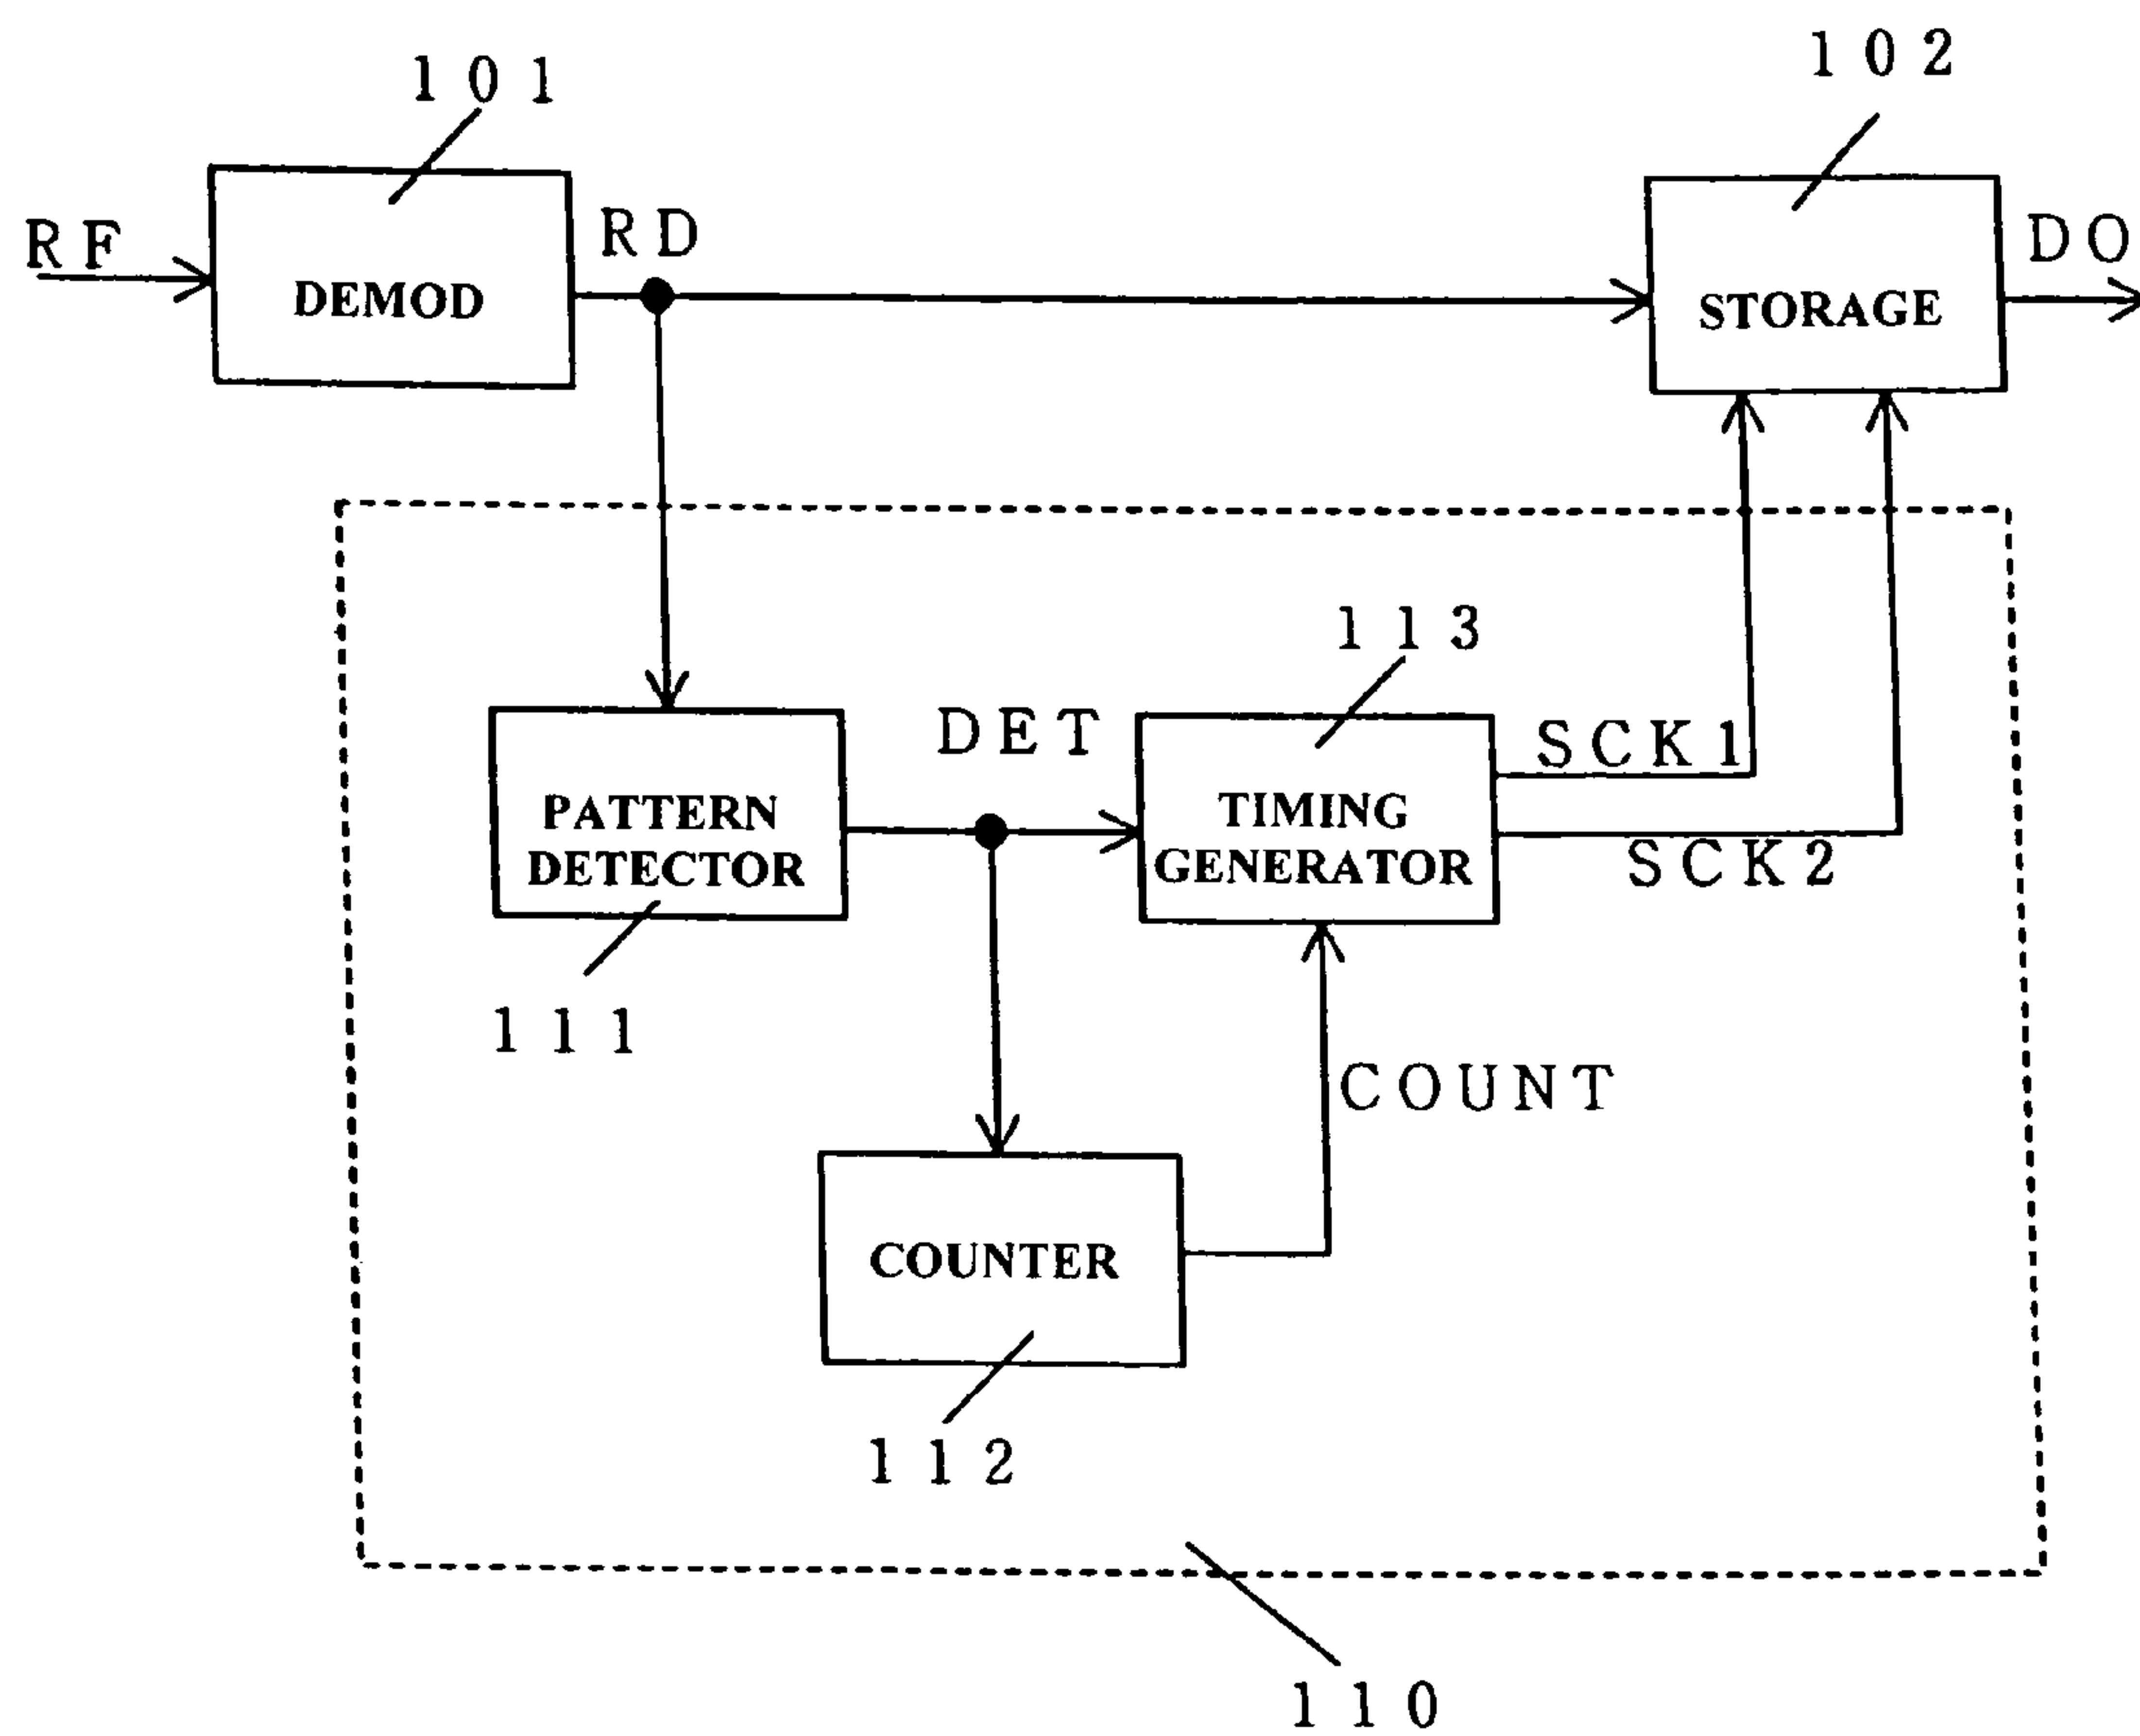 101
102
RF
RD
DO
DEMOD
STORAGE
113
DET
SCK1
PATTERN
DETECTOR
TIMING
GENERATOR
SCK2
111
COUNT
COUNTER
112
110